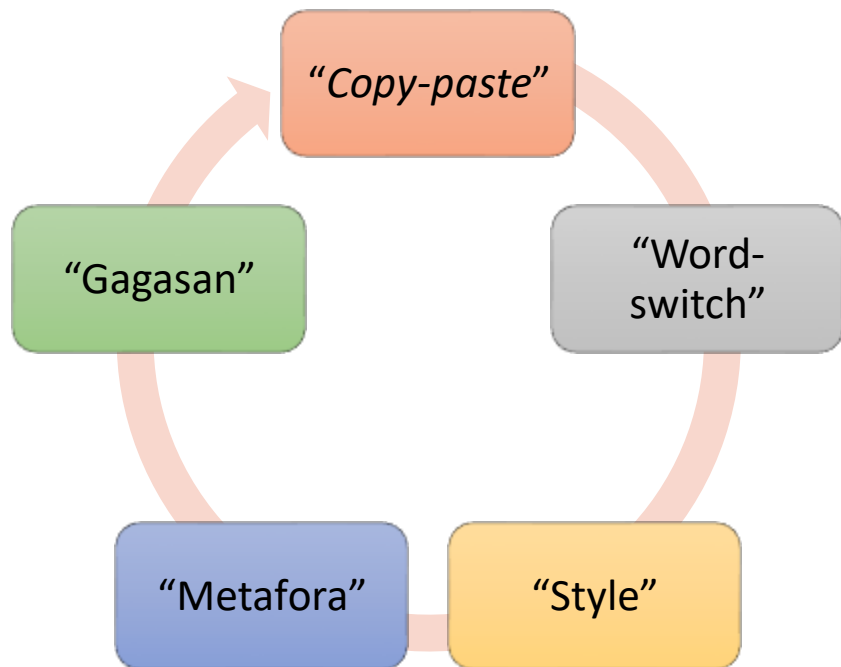 “Copy-paste”
“Word-
switch”
“Style”
“Metafora”
“Gagasan”